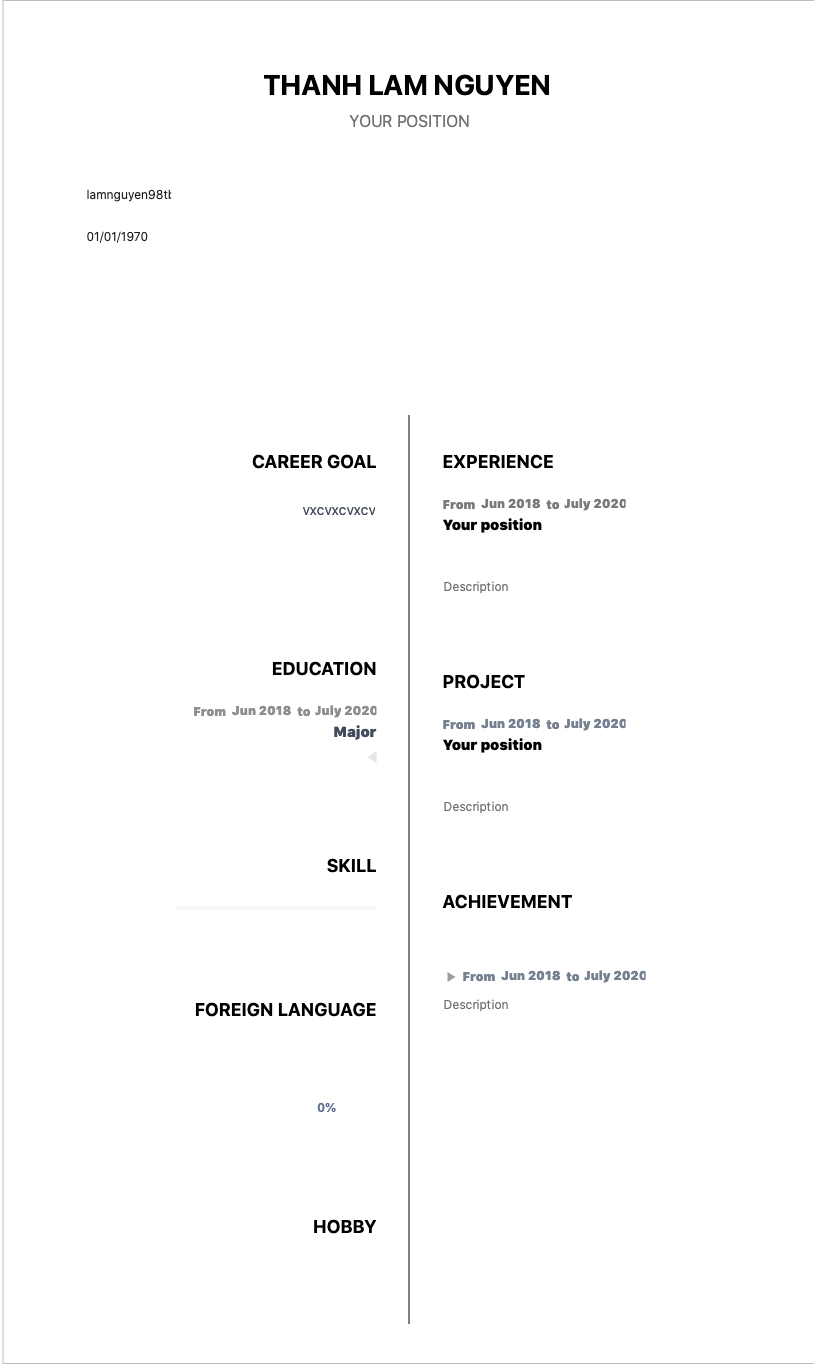 THANH LAM NGUYEN
YOUR POSITION
lamnguyen98tb
01/01/1970
CAREER GOAL
vxcvxcvxcv
EDUCATION
From Jun 2018 to July 2020
Major
SKILL
FOREIGN LANGUAGE
0%
HOBBY
EXPERIENCE
From Jun 2018 to July 2020
Your position
Description
PROJECT
From Jun 2018 to July 2020
Your position
Description
ACHIEVEMENT
From Jun 2018 to July 2020
Description